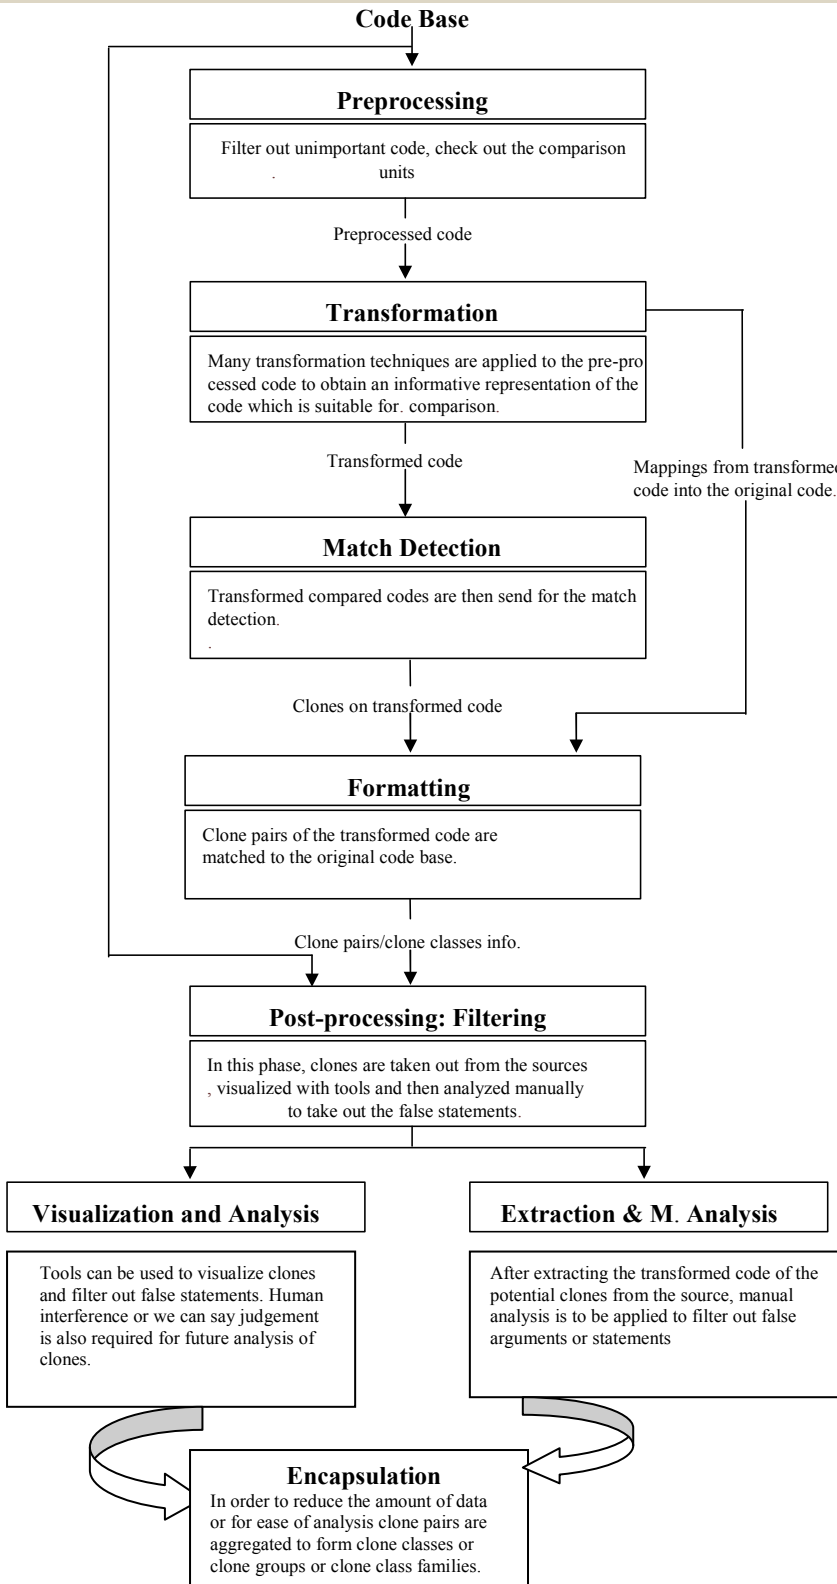 Code Base
Preprocessing
Filter out unimportant code, check out the comparison
. units
Preprocessed code
Transformation
Many transformation techniques are applied to the pre-pro
cessed code to obtain an informative representation of the
code which is suitable for. comparison.
Transformed code
Mappings from transformed
code into the original code.
Match Detection
Transformed compared codes are then send for the match
detection.
.
Clones on transformed code
Formatting
Clone pairs of the transformed code are
matched to the original code base.
Clone pairs/clone classes info.
Post-processing: Filtering
In this phase, clones are taken out from the sources
, visualized with tools and then analyzed manually
to take out the false statements.
Visualization and Analysis
Tools can be used to visualize clones
and filter out false statements. Human
interference or we can say judgement
is also required for future analysis of
clones.
Extraction & M. Analysis
After extracting the transformed code of the
potential clones from the source, manual
analysis is to be applied to filter out false
arguments or statements
Encapsulation
In order to reduce the amount of data
or for ease of analysis clone pairs are
aggregated to form clone classes or
clone groups or clone class families.